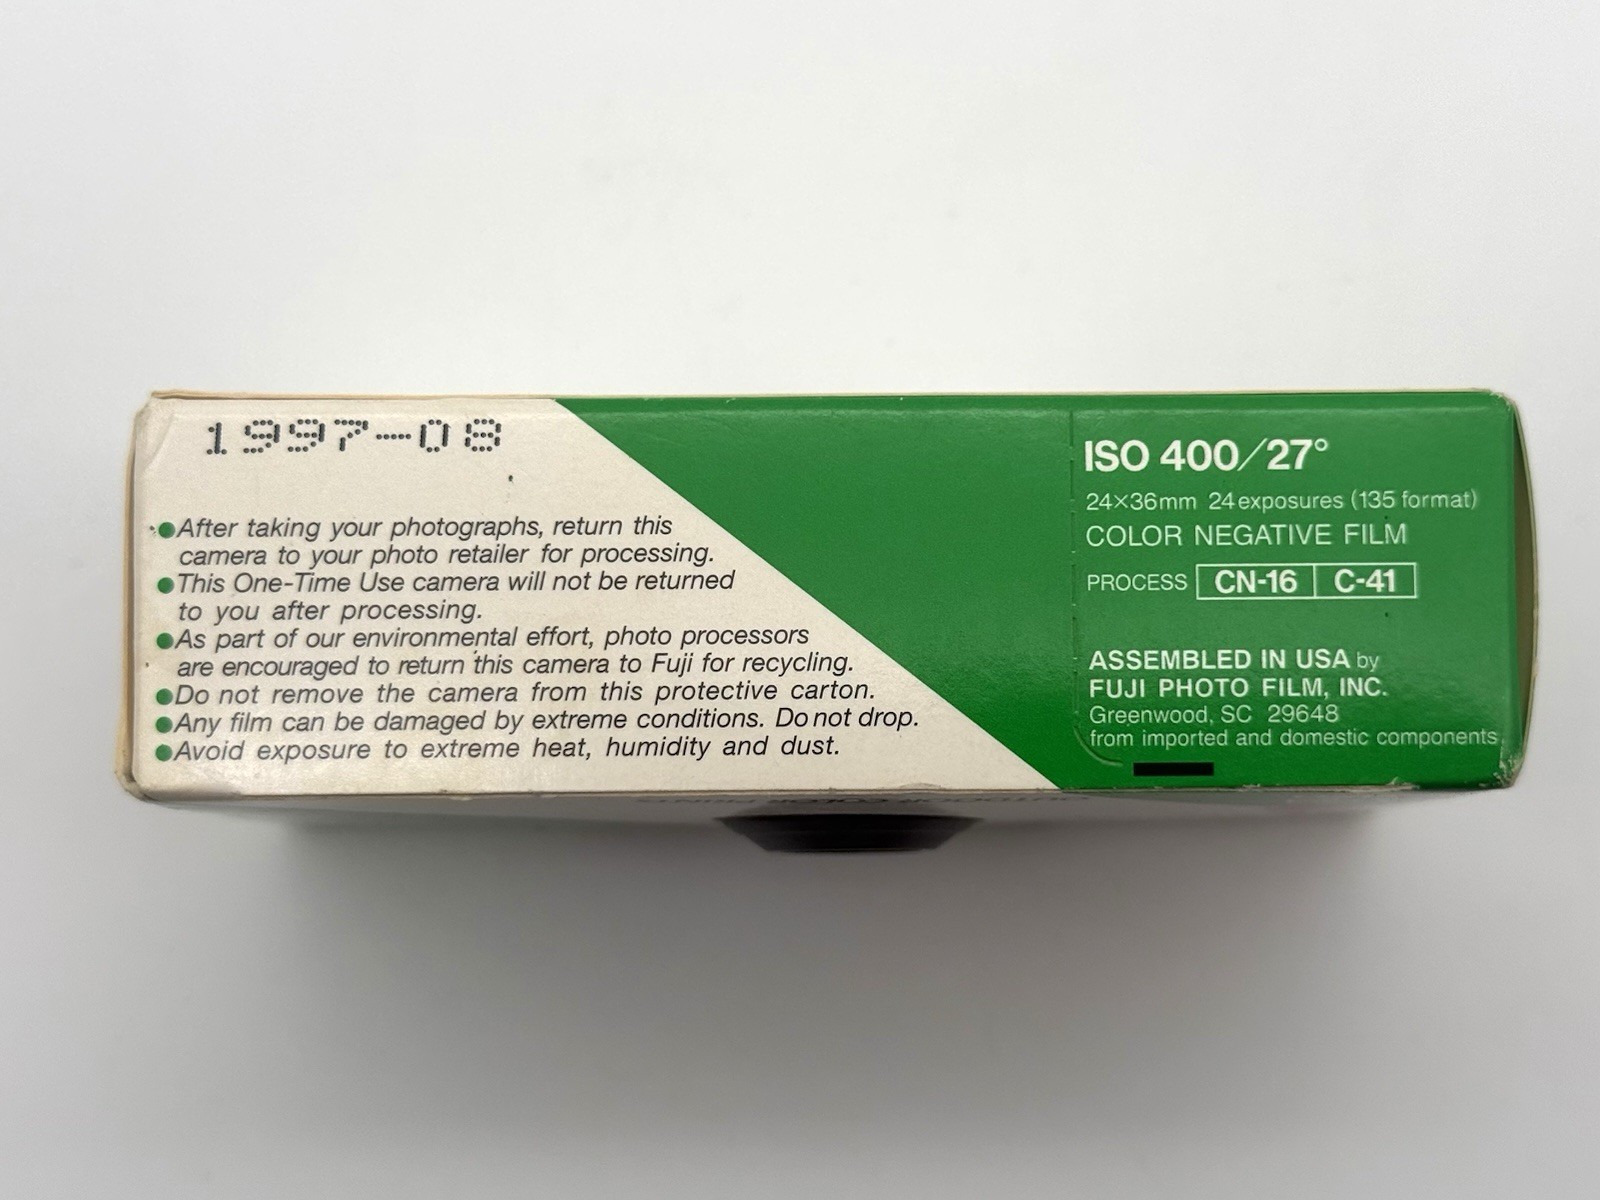 1997-08
●After taking your photographs, return this
camera to your photo retailer for processing.
●This One-Time Use camera will not be returned
to you after processing.
●As part of our environmental effort, photo processors
are encouraged to return this camera to Fuji for recycling.
●Do not remove the camera from this protective carton.
●Any film can be damaged by extreme conditions. Do not drop.
●Avoid exposure to extreme heat, humidity and dust.
ISO 400/27°
24×36mm 24 exposures (135 format)
COLOR NEGATIVE FILM
PROCESS CN-16 C-41
ASSEMBLED IN USA by
FUJI PHOTO FILM, INC.
Greenwood, SC 29648
from imported and domestic components